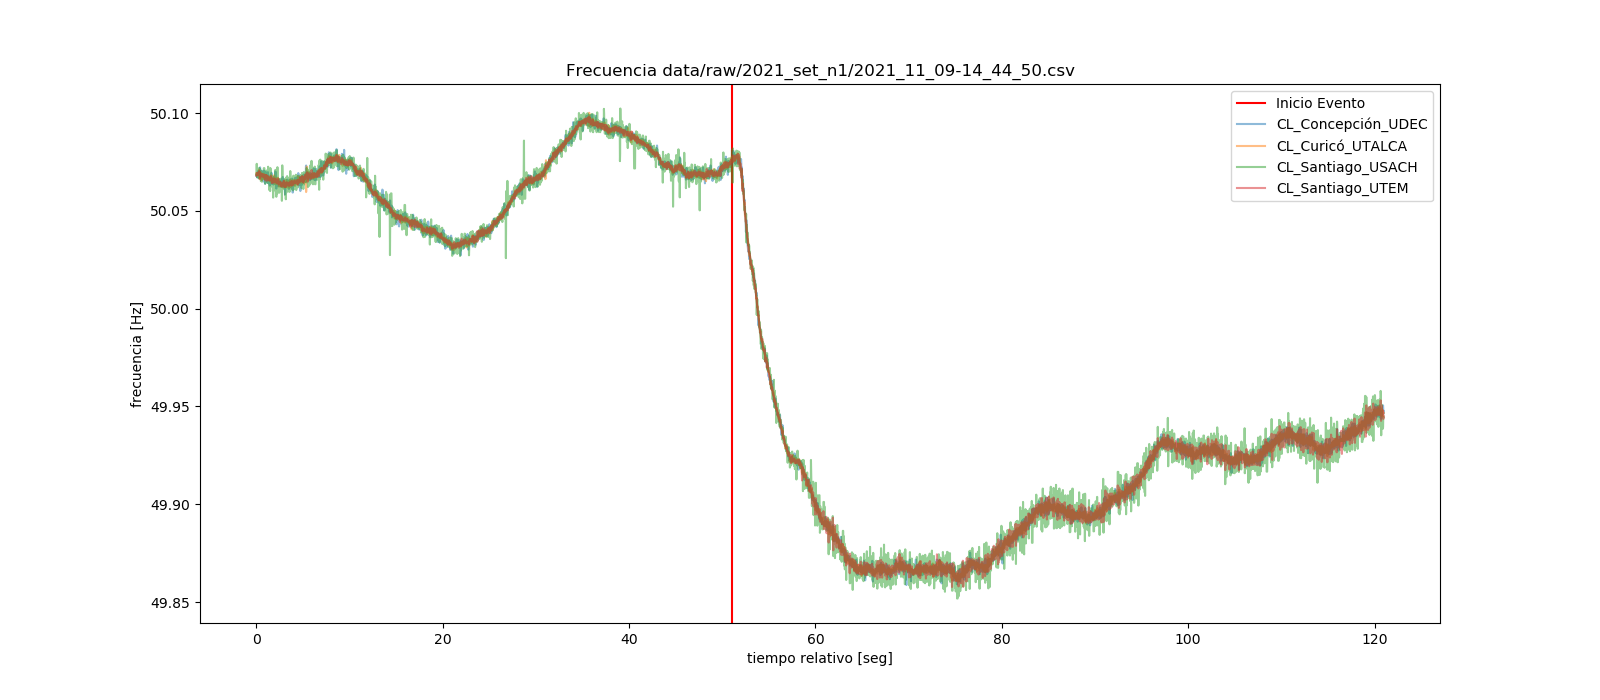 Frecuencia data/raw/2021_set_n1/2021_11_09-14_44_50.csv
Inicio Evento
CL_Concepción_UDEC
CL_Curicó_UTALCA
CL_Santiago_USACH
CL_Santiago_UTEM
frecuencia [Hz]
50.10
50.05
50.00
49.95
49.90
49.85
0 20 40 60 80 100 120
tiempo relativo [seg]